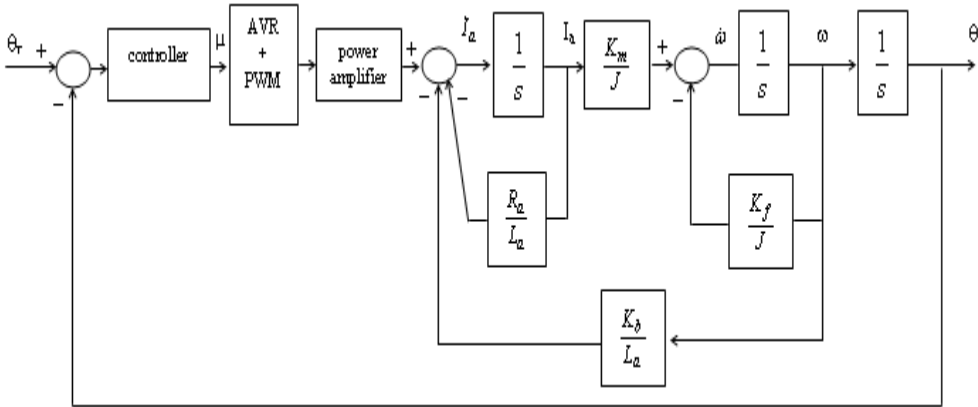 θr + − controller μ AVR + PWM power amplifier + − − İa 1/s Ia Km/J + − ω̇ 1/s ω 1/s θ
Ra/La
Kf/J
Kb/La